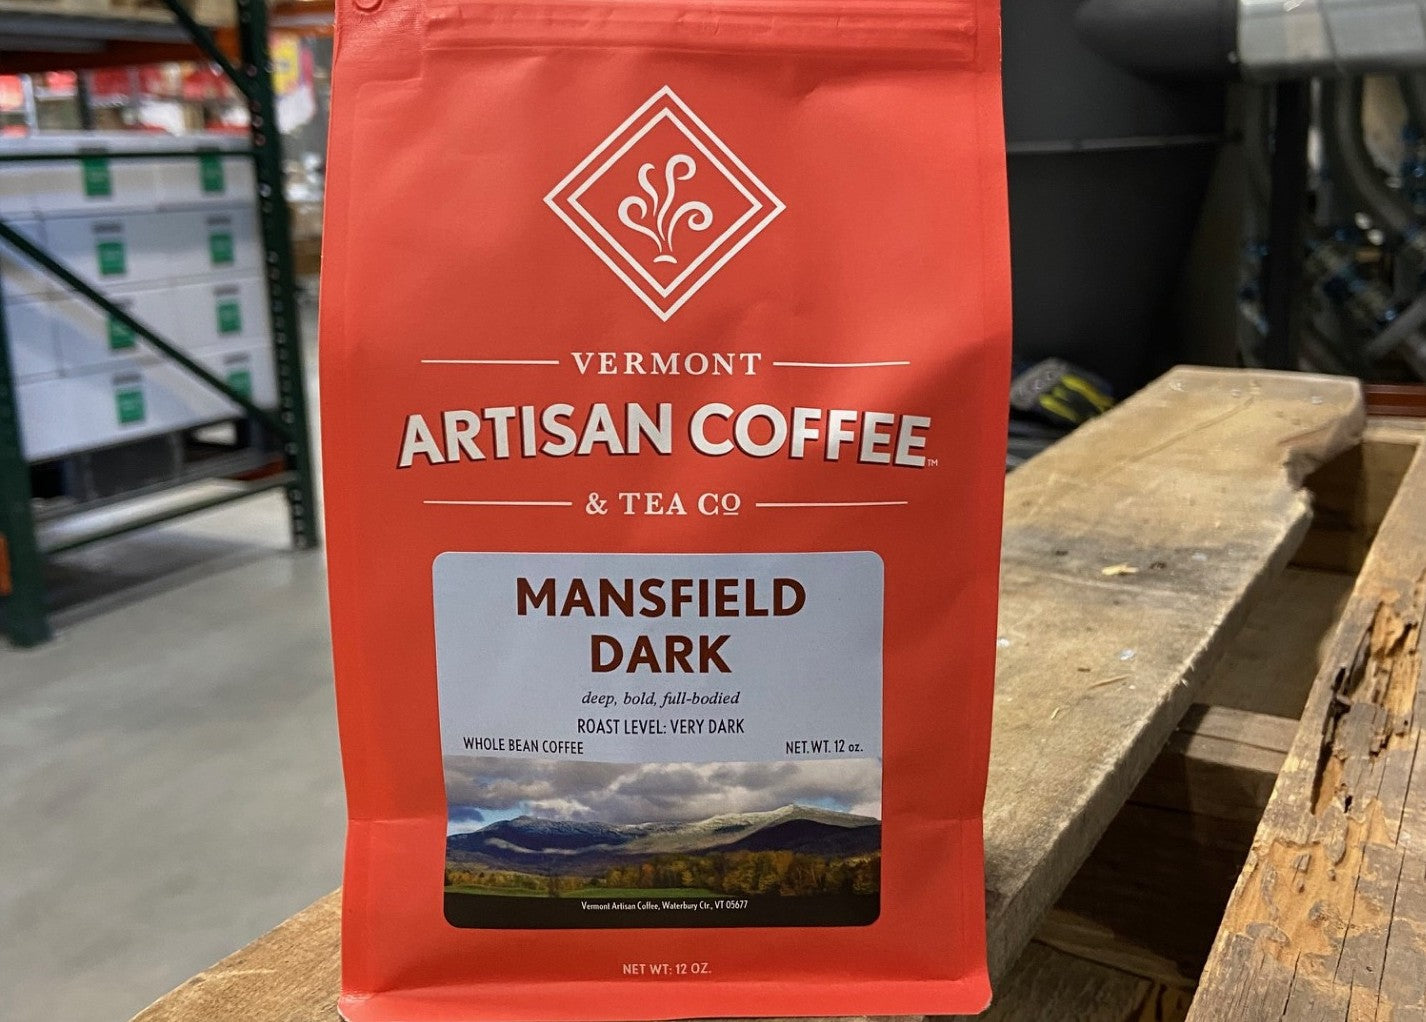 VERMONT
ARTISAN COFFEE™
& TEA Cº
MANSFIELD
DARK
deep, bold, full-bodied
ROAST LEVEL: VERY DARK
WHOLE BEAN COFFEE NET.WT. 12 oz.
Vermont Artisan Coffee, Waterbury Ctr., VT 05677
NET WT: 12 OZ.